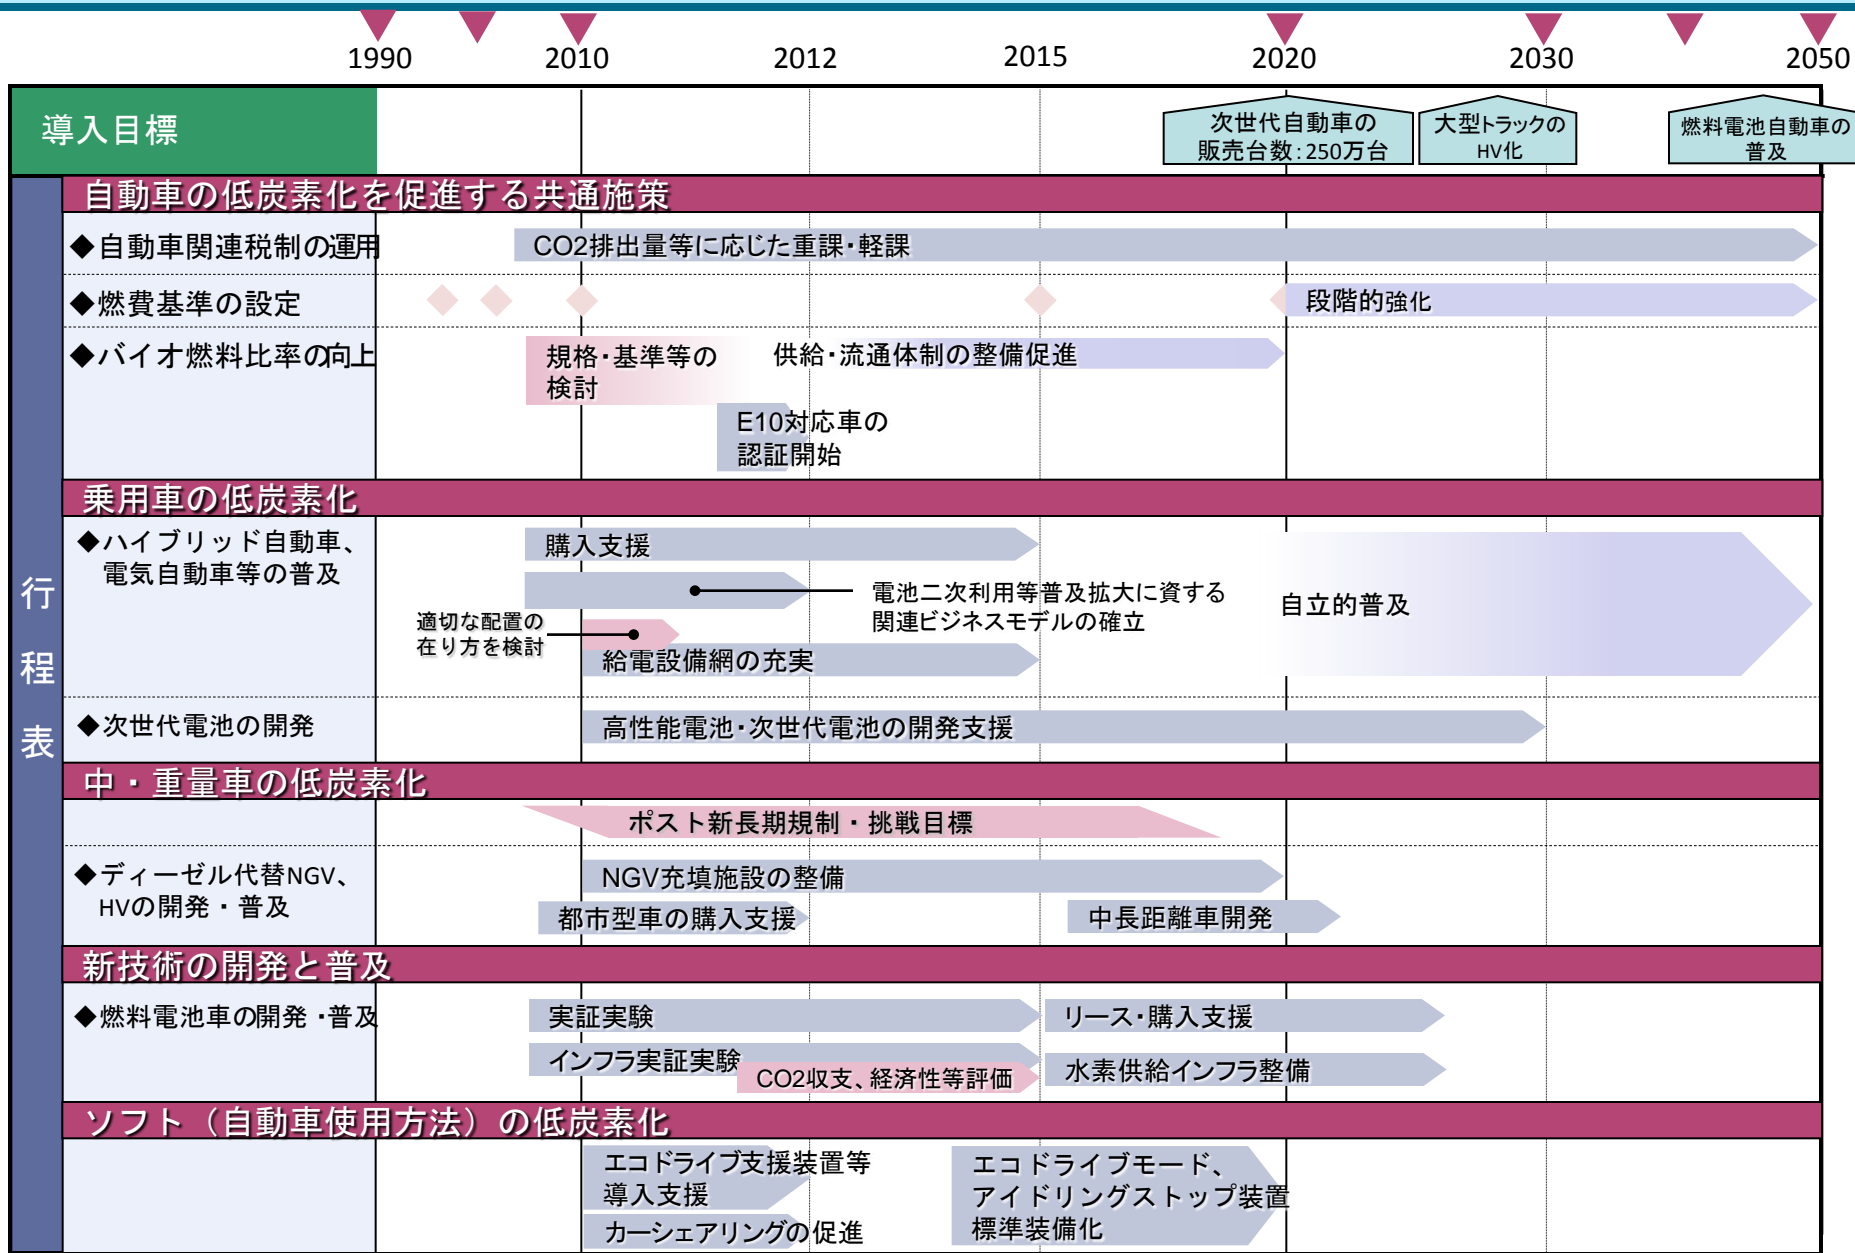 1990 2010 2012 2015 2020 2030 2050
導入目標
次世代自動車の
販売台数:250万台
大型トラックの
HV化
燃料電池自動車の
普及
行程表
自動車の低炭素化を促進する共通施策
◆自動車関連税制の運用
CO2排出量等に応じた重課・軽課
◆燃費基準の設定
段階的強化
◆バイオ燃料比率の向上
規格・基準等の
検討
供給・流通体制の整備促進
E10対応車の
認証開始
乗用車の低炭素化
◆ハイブリッド自動車、
電気自動車等の普及
購入支援
電池二次利用等普及拡大に資する
関連ビジネスモデルの確立
適切な配置の
在り方を検討
給電設備網の充実
自立的普及
◆次世代電池の開発
高性能電池・次世代電池の開発支援
中・重量車の低炭素化
ポスト新長期規制・挑戦目標
◆ディーゼル代替NGV、
HVの開発・普及
NGV充填施設の整備
都市型車の購入支援
中長距離車開発
新技術の開発と普及
◆燃料電池車の開発・普及
実証実験
リース・購入支援
インフラ実証実験
CO2収支、経済性等評価
水素供給インフラ整備
ソフト（自動車使用方法）の低炭素化
エコドライブ支援装置等
導入支援
カーシェアリングの促進
エコドライブモード、
アイドリングストップ装置
標準装備化